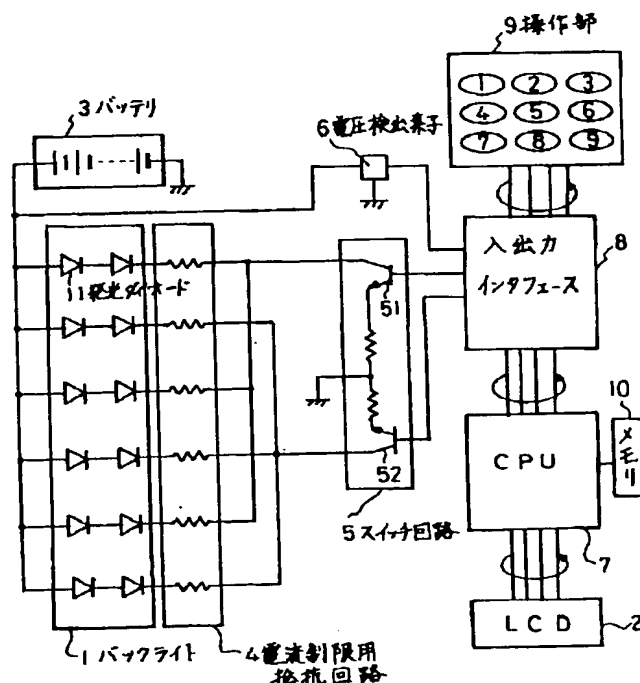 9操作部
1 2 3
4 5 6
7 8 9
3バッテリ
6電圧検出素子
入出力
インタフェース
8
11発光ダイオード
51
52
5スイッチ回路
10
メモリ
CPU
7
LCD
2
1バックライト
4電流制限用
抵抗回路